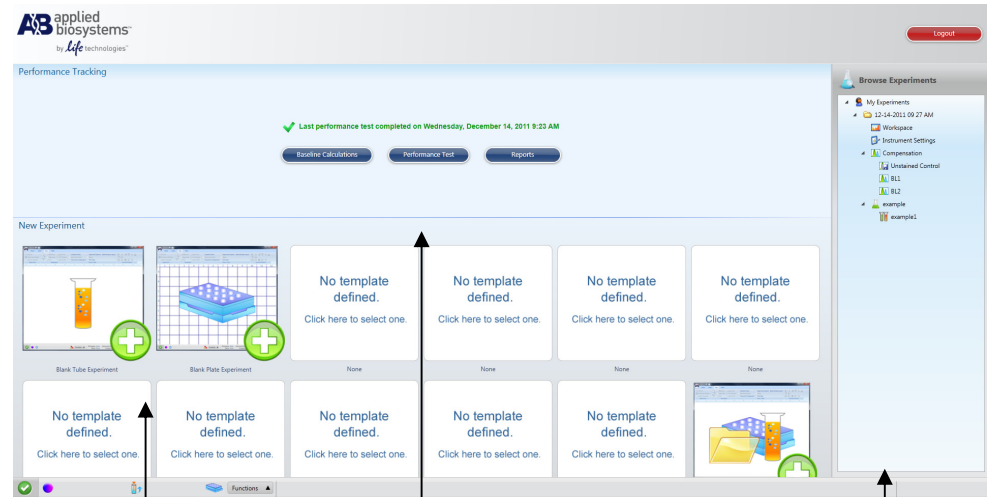 AB applied
biosystems™
by life technologies™
Logout
Performance Tracking
Last performance test completed on Wednesday, December 14, 2011 9:23 AM
Baseline Calculations
Performance Test
Reports
Browse Experiments
My Experiments
12-14-2011 09 27 AM
Workspace
Instrument Settings
Compensation
Unstained Control
BL1
BL2
example
example1
New Experiment
No template
defined.
Click here to select one.
No template
defined.
Click here to select one.
No template
defined.
Click here to select one.
No template
defined.
Click here to select one.
Blank Tube Experiment
Blank Plate Experiment
None
None
None
None
No template
defined.
Click here to select one.
No template
defined.
Click here to select one.
No template
defined.
Click here to select one.
No template
defined.
Click here to select one.
No template
defined.
Click here to select one.
Functions